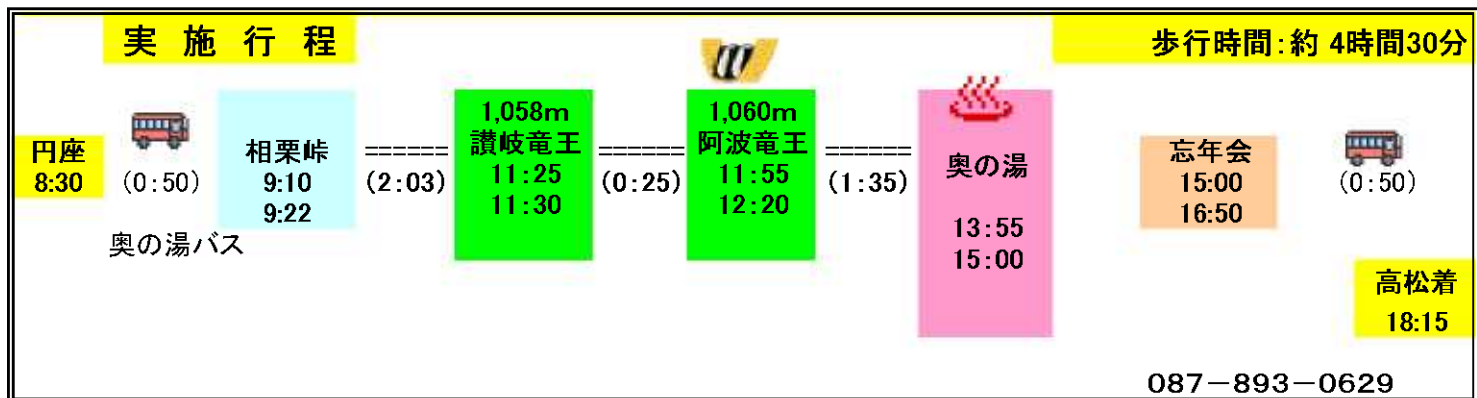 実施行程
歩行時間：約 4時間30分
円座
8:30
(0:50)
奥の湯バス
相栗峠
9:10
9:22
======
(2:03)
1,058m
讃岐竜王
11:25
11:30
======
(0:25)
1,060m
阿波竜王
11:55
12:20
======
(1:35)
奥の湯
13:55
15:00
忘年会
15:00
16:50
(0:50)
高松着
18:15
087－893－0629